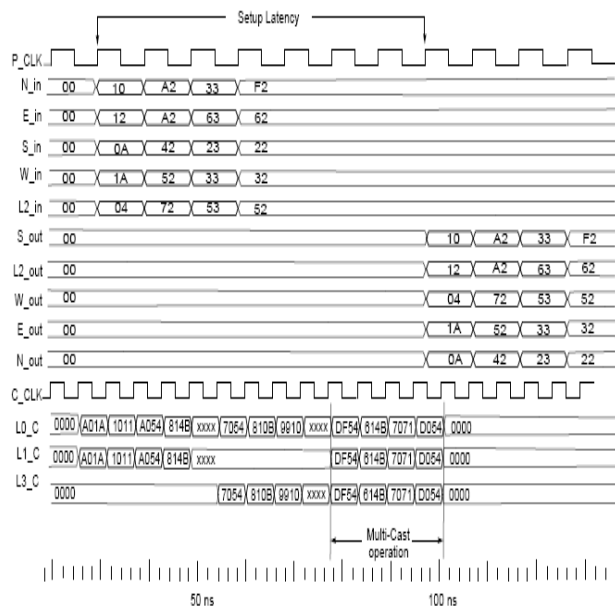 Setup Latency
P_CLK
N_in 00 10 A2 33 F2
E_in 00 12 A2 63 62
S_in 00 0A 42 23 22
W_in 00 1A 52 33 32
L2_in 00 04 72 53 52
S_out 00 10 A2 33 F2
L2_out 00 12 A2 63 62
W_out 00 04 72 53 52
E_out 00 1A 52 33 32
N_out 00 0A 42 23 22
C_CLK
L0_C 0000 A01A 1011 A054 814B xxxx 7054 810B 9910 xxxx DF54 614B 7071 D054 0000
L1_C 0000 A01A 1011 A054 814B xxxx DF54 614B 7071 D054 0000
L3_C 0000 7054 810B 9910 xxxx DF54 614B 7071 D054 0000
Multi-Cast
operation
50 ns 100 ns